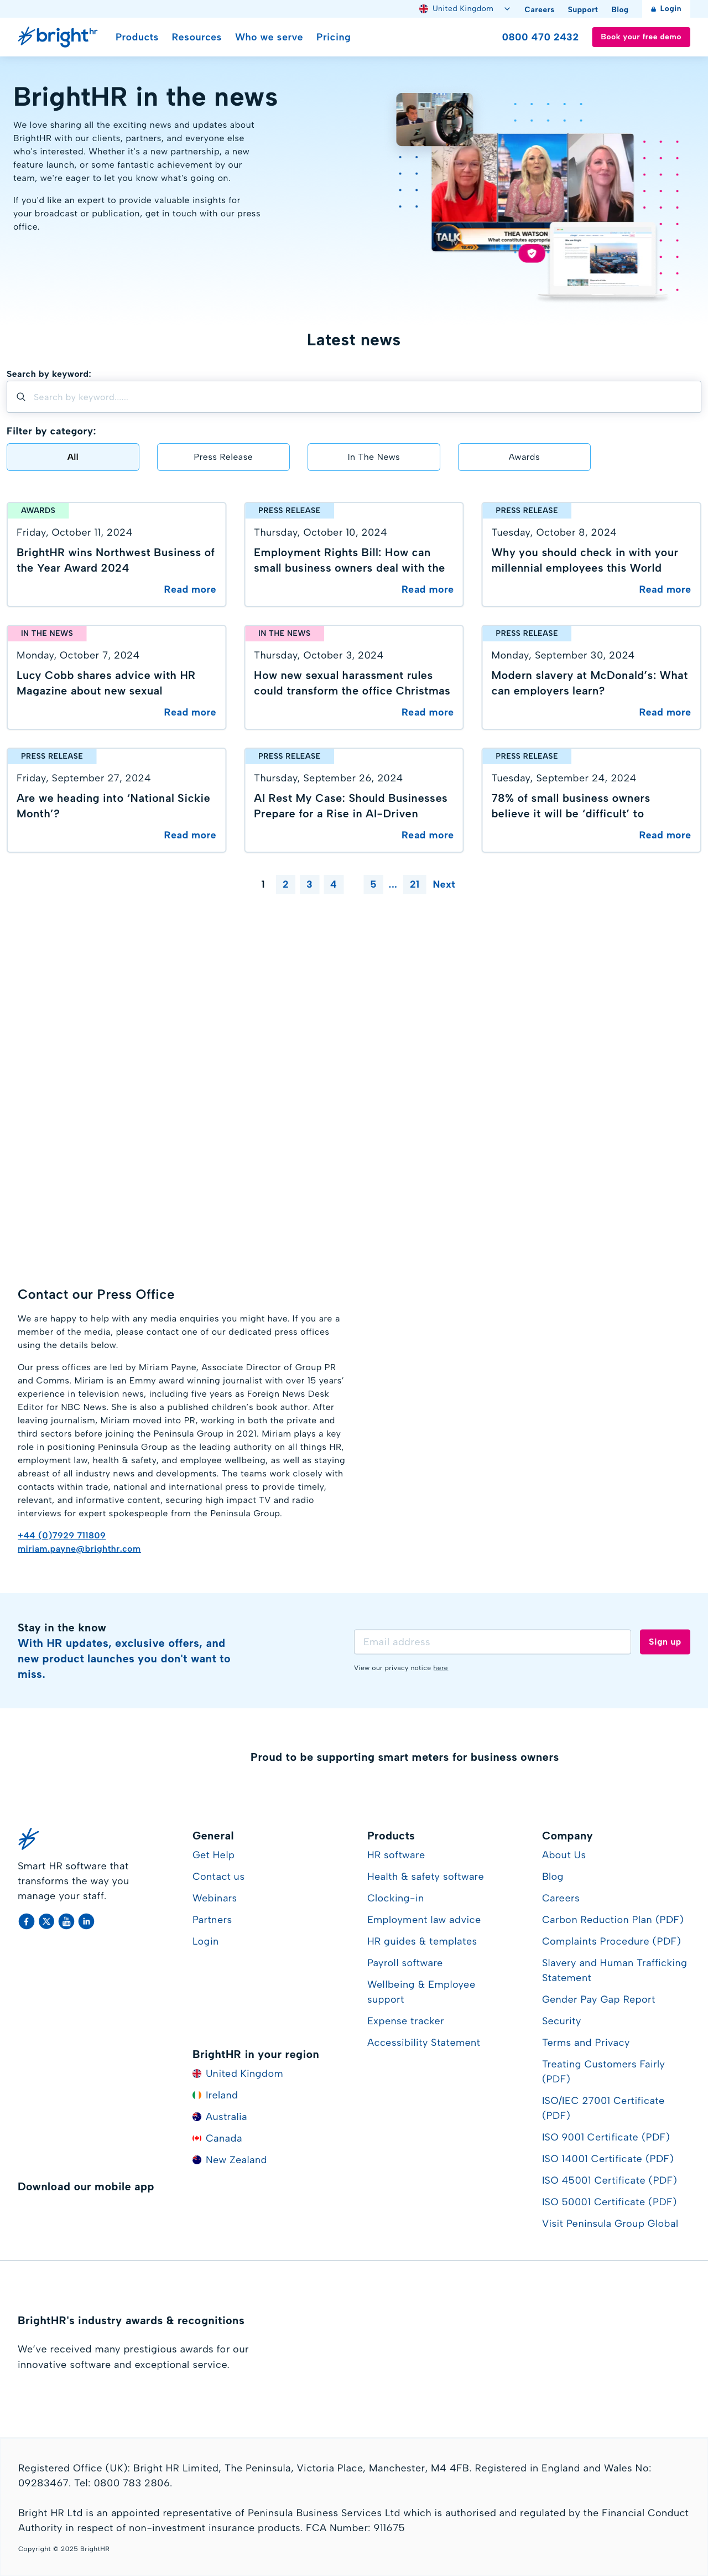 United Kingdom
Careers
Support
Blog
Login
bright hr
Products
Resources
Who we serve
Pricing
0800 470 2432
Book your free demo
BrightHR in the news
We love sharing all the exciting news and updates about
BrightHR with our clients, partners, and everyone else
who's interested. Whether it's a new partnership, a new
feature launch, or some fantastic achievement by our
team, we're eager to let you know what's going on.
If you'd like an expert to provide valuable insights for
your broadcast or publication, get in touch with our press
office.
TALK
THEA WATSON
What constitutes appropria
Latest news
Search by keyword:
Search by keyword......
Filter by category:
All
Press Release
In The News
Awards
AWARDS
Friday, October 11, 2024
BrightHR wins Northwest Business of
the Year Award 2024
Read more
PRESS RELEASE
Thursday, October 10, 2024
Employment Rights Bill: How can
small business owners deal with the
Read more
PRESS RELEASE
Tuesday, October 8, 2024
Why you should check in with your
millennial employees this World
Read more
IN THE NEWS
Monday, October 7, 2024
Lucy Cobb shares advice with HR
Magazine about new sexual
Read more
IN THE NEWS
Thursday, October 3, 2024
How new sexual harassment rules
could transform the office Christmas
Read more
PRESS RELEASE
Monday, September 30, 2024
Modern slavery at McDonald’s: What
can employers learn?
Read more
PRESS RELEASE
Friday, September 27, 2024
Are we heading into ‘National Sickie
Month’?
Read more
PRESS RELEASE
Thursday, September 26, 2024
AI Rest My Case: Should Businesses
Prepare for a Rise in AI-Driven
Read more
PRESS RELEASE
Tuesday, September 24, 2024
78% of small business owners
believe it will be ‘difficult’ to
Read more
1 2 3 4 5 ... 21 Next
Contact our Press Office
We are happy to help with any media enquiries you might have. If you are a
member of the media, please contact one of our dedicated press offices
using the details below.
Our press offices are led by Miriam Payne, Associate Director of Group PR
and Comms. Miriam is an Emmy award winning journalist with over 15 years’
experience in television news, including five years as Foreign News Desk
Editor for NBC News. She is also a published children's book author. After
leaving journalism, Miriam moved into PR, working in both the private and
third sectors before joining the Peninsula Group in 2021. Miriam plays a key
role in positioning Peninsula Group as the leading authority on all things HR,
employment law, health & safety, and employee wellbeing, as well as staying
abreast of all industry news and developments. The teams work closely with
contacts within trade, national and international press to provide timely,
relevant, and informative content, securing high impact TV and radio
interviews for expert spokespeople from the Peninsula Group.
+44 (0)7929 711809
miriam.payne@brighthr.com
Stay in the know
With HR updates, exclusive offers, and
new product launches you don't want to
miss.
Email address
Sign up
View our privacy notice here
Proud to be supporting smart meters for business owners
Smart HR software that
transforms the way you
manage your staff.
General
Get Help
Contact us
Webinars
Partners
Login
BrightHR in your region
United Kingdom
Ireland
Australia
Canada
New Zealand
Products
HR software
Health & safety software
Clocking-in
Employment law advice
HR guides & templates
Payroll software
Wellbeing & Employee
support
Expense tracker
Accessibility Statement
Company
About Us
Blog
Careers
Carbon Reduction Plan (PDF)
Complaints Procedure (PDF)
Slavery and Human Trafficking
Statement
Gender Pay Gap Report
Security
Terms and Privacy
Treating Customers Fairly
(PDF)
ISO/IEC 27001 Certificate
(PDF)
ISO 9001 Certificate (PDF)
ISO 14001 Certificate (PDF)
ISO 45001 Certificate (PDF)
ISO 50001 Certificate (PDF)
Visit Peninsula Group Global
Download our mobile app
BrightHR's industry awards & recognitions
We’ve received many prestigious awards for our
innovative software and exceptional service.
Registered Office (UK): Bright HR Limited, The Peninsula, Victoria Place, Manchester, M4 4FB. Registered in England and Wales No:
09283467. Tel: 0800 783 2806.
Bright HR Ltd is an appointed representative of Peninsula Business Services Ltd which is authorised and regulated by the Financial Conduct
Authority in respect of non-investment insurance products. FCA Number: 911675
Copyright © 2025 BrightHR